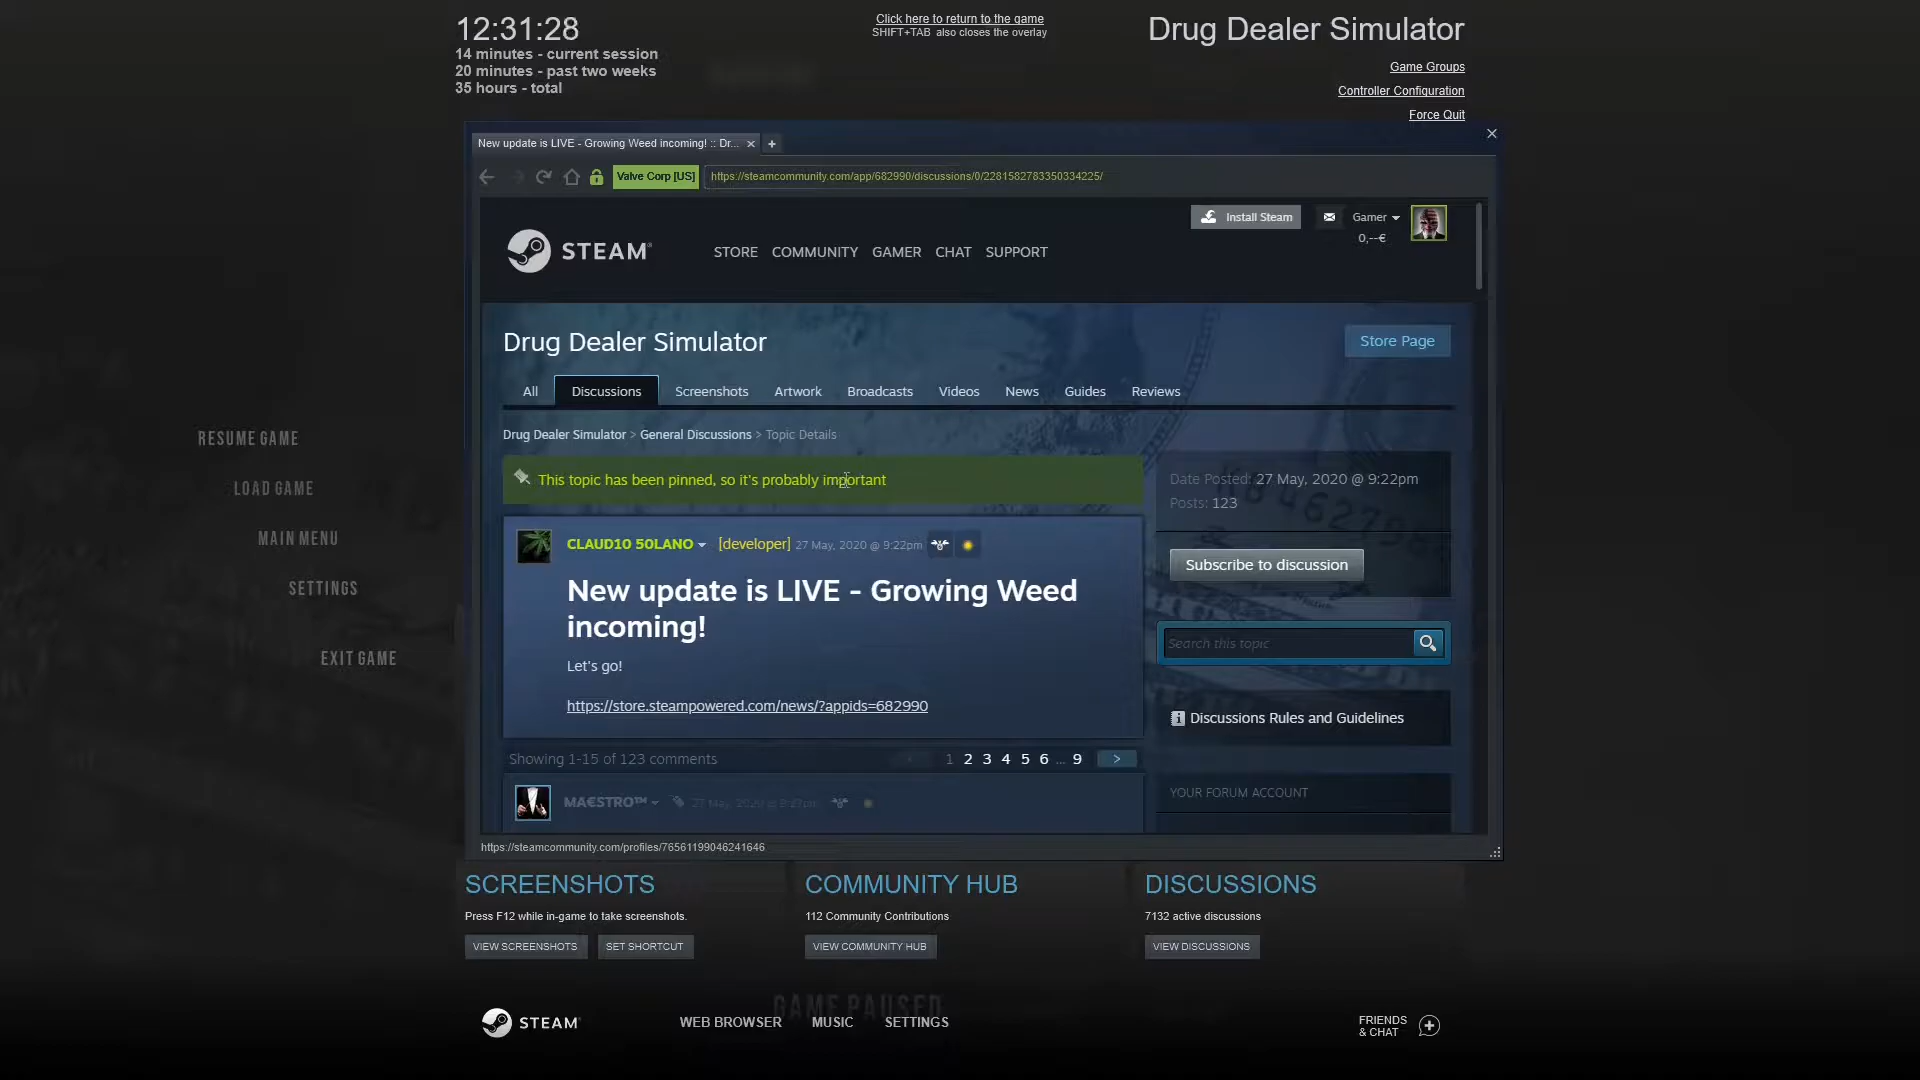 12:31:28
14 minutes - current session
20 minutes - past two weeks
35 hours - total
Click here to return to the game
SHIFT+TAB also closes the overlay
Drug Dealer Simulator
Game Groups
Controller Configuration
Force Quit
New update is LIVE - Growing Weed incoming! :: Dr...
Valve Corp [US]
https://steamcommunity.com/app/682990/discussions/0/2281582783350334225/
Install Steam
Gamer
0,--€
STEAM®
STORE COMMUNITY GAMER CHAT SUPPORT
Drug Dealer Simulator
Store Page
All Discussions Screenshots Artwork Broadcasts Videos News Guides Reviews
Drug Dealer Simulator > General Discussions > Topic Details
This topic has been pinned, so it's probably important
Date Posted: 27 May, 2020 @ 9:22pm
Posts: 123
CLAUD10 50LANO [developer] 27 May, 2020 @ 9:22pm
New update is LIVE - Growing Weed
incoming!
Let's go!
https://store.steampowered.com/news/?appids=682990
Subscribe to discussion
Search this topic
Discussions Rules and Guidelines
Showing 1-15 of 123 comments
< 1 2 3 4 5 6 ... 9 >
MA€STRO™ 27 May, 2020 @ 9:27pm
YOUR FORUM ACCOUNT
https://steamcommunity.com/profiles/76561199046241646
RESUME GAME
LOAD GAME
MAIN MENU
SETTINGS
EXIT GAME
SCREENSHOTS
Press F12 while in-game to take screenshots.
VIEW SCREENSHOTS SET SHORTCUT
COMMUNITY HUB
112 Community Contributions
VIEW COMMUNITY HUB
DISCUSSIONS
7132 active discussions
VIEW DISCUSSIONS
GAME PAUSED
STEAM
WEB BROWSER MUSIC SETTINGS
FRIENDS
& CHAT